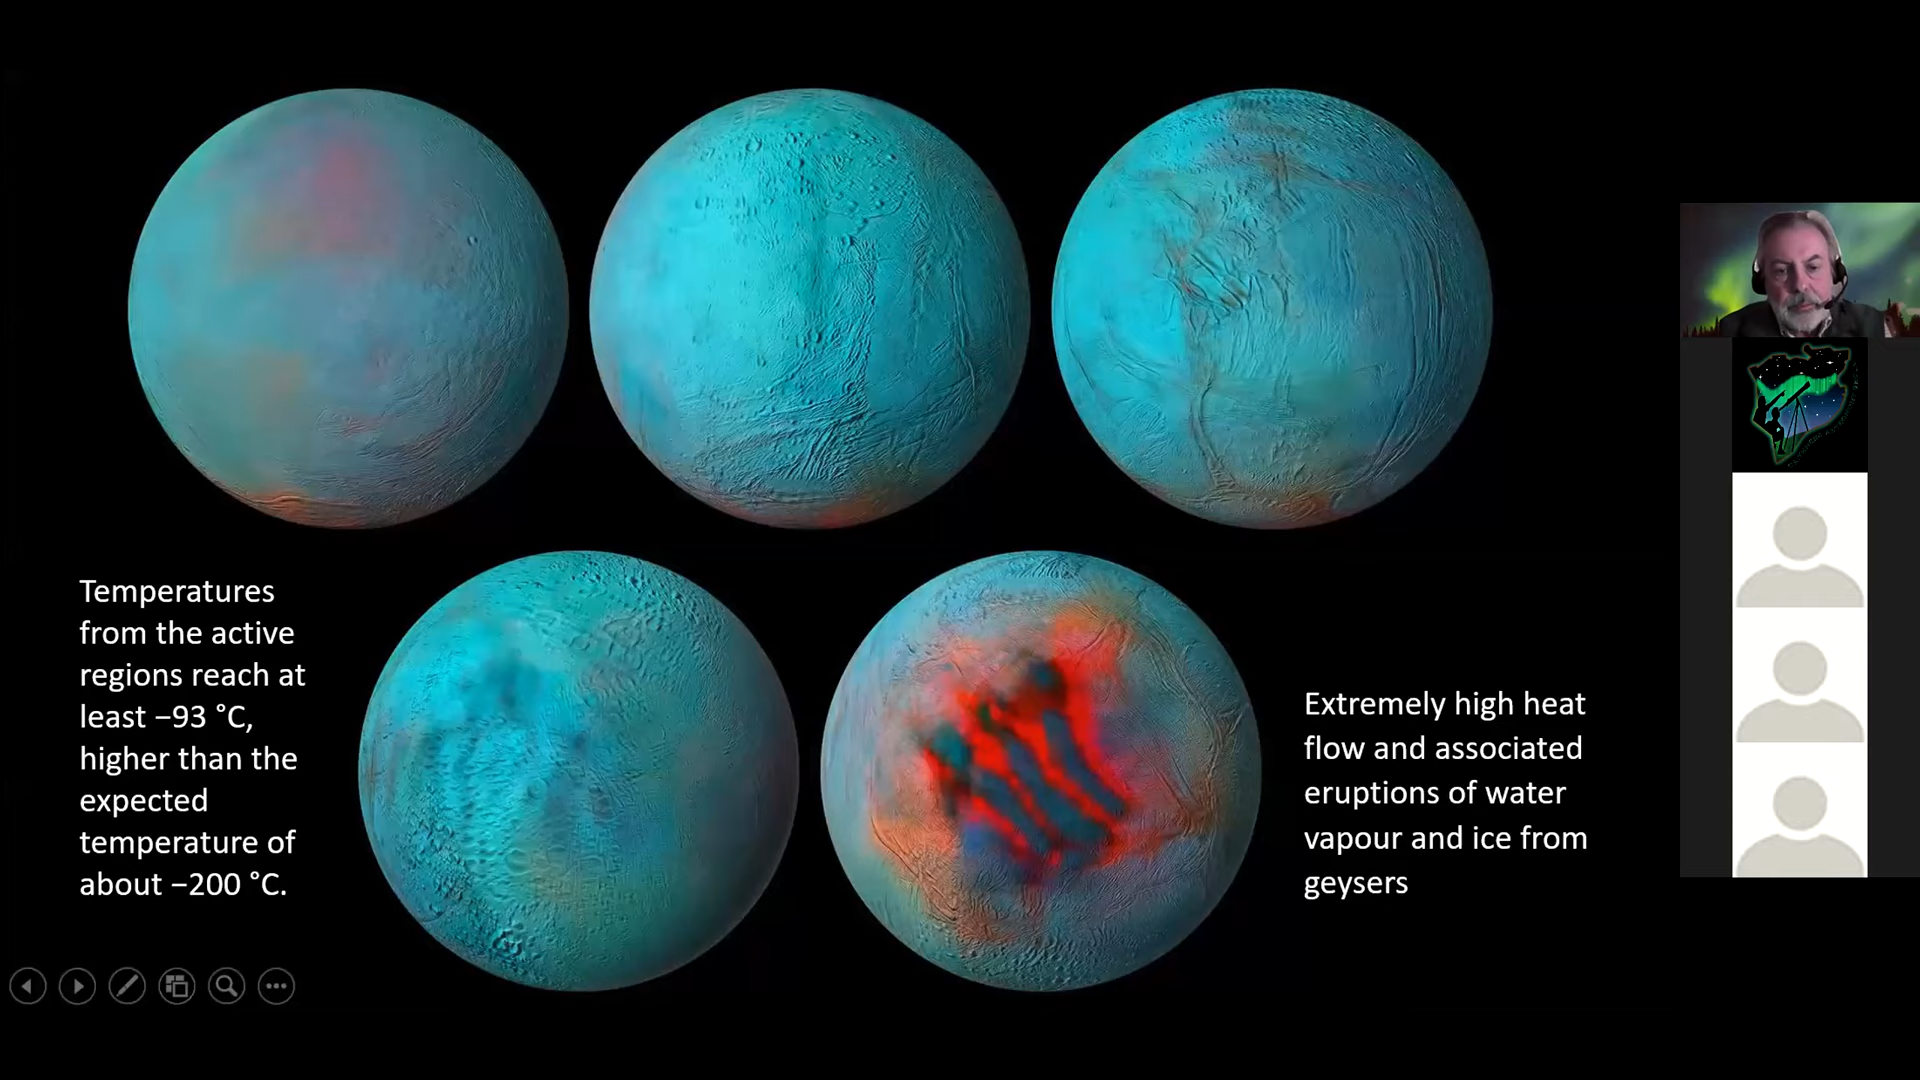 Temperatures
from the active
regions reach at
least −93 °C,
higher than the
expected
temperature of
about −200 °C.
Extremely high heat
flow and associated
eruptions of water
vapour and ice from
geysers